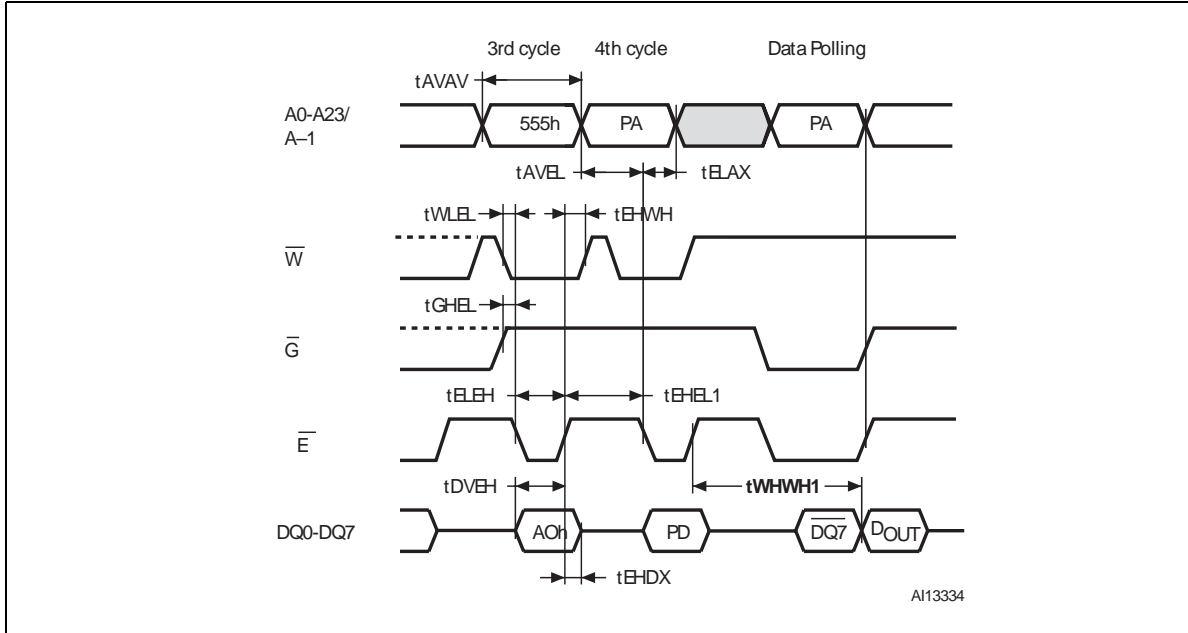 3rd cycle 4th cycle Data Polling
tAVAV
A0-A23/
A–1
555h PA PA
tAVEL tELAX
tWLEL tEHWH
W̅
tGHEL
G̅
tELEH tEHEL1
E̅
tDVEH tWHWH1
DQ0-DQ7 AOh PD D̅Q̅7̅ DOUT
tEHDX
AI13334